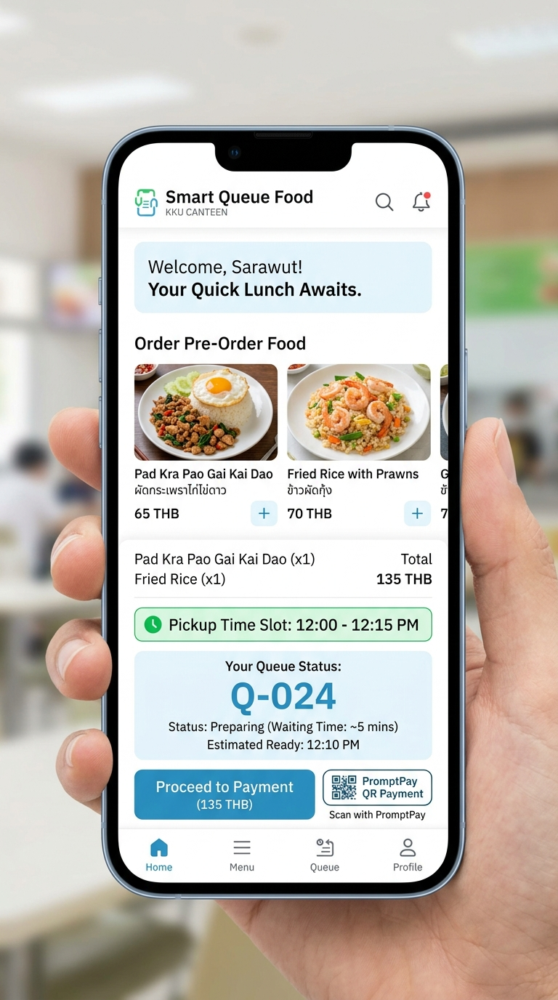 Smart Queue Food
KKU CANTEEN
Welcome, Sarawut!
Your Quick Lunch Awaits.
Order Pre-Order Food
Pad Kra Pao Gai Kai Dao
ผัดกระเพราไก่ไข่ดาว
65 THB
+
Fried Rice with Prawns
ข้าวผัดกุ้ง
70 THB
+
G
7
Pad Kra Pao Gai Kai Dao (x1)
Total
Fried Rice (x1)
135 THB
Pickup Time Slot: 12:00 - 12:15 PM
Your Queue Status:
Q-024
Status: Preparing (Waiting Time: ~5 mins)
Estimated Ready: 12:10 PM
Proceed to Payment
(135 THB)
PromptPay
QR Payment
Scan with PromptPay
Home
Menu
Queue
Profile